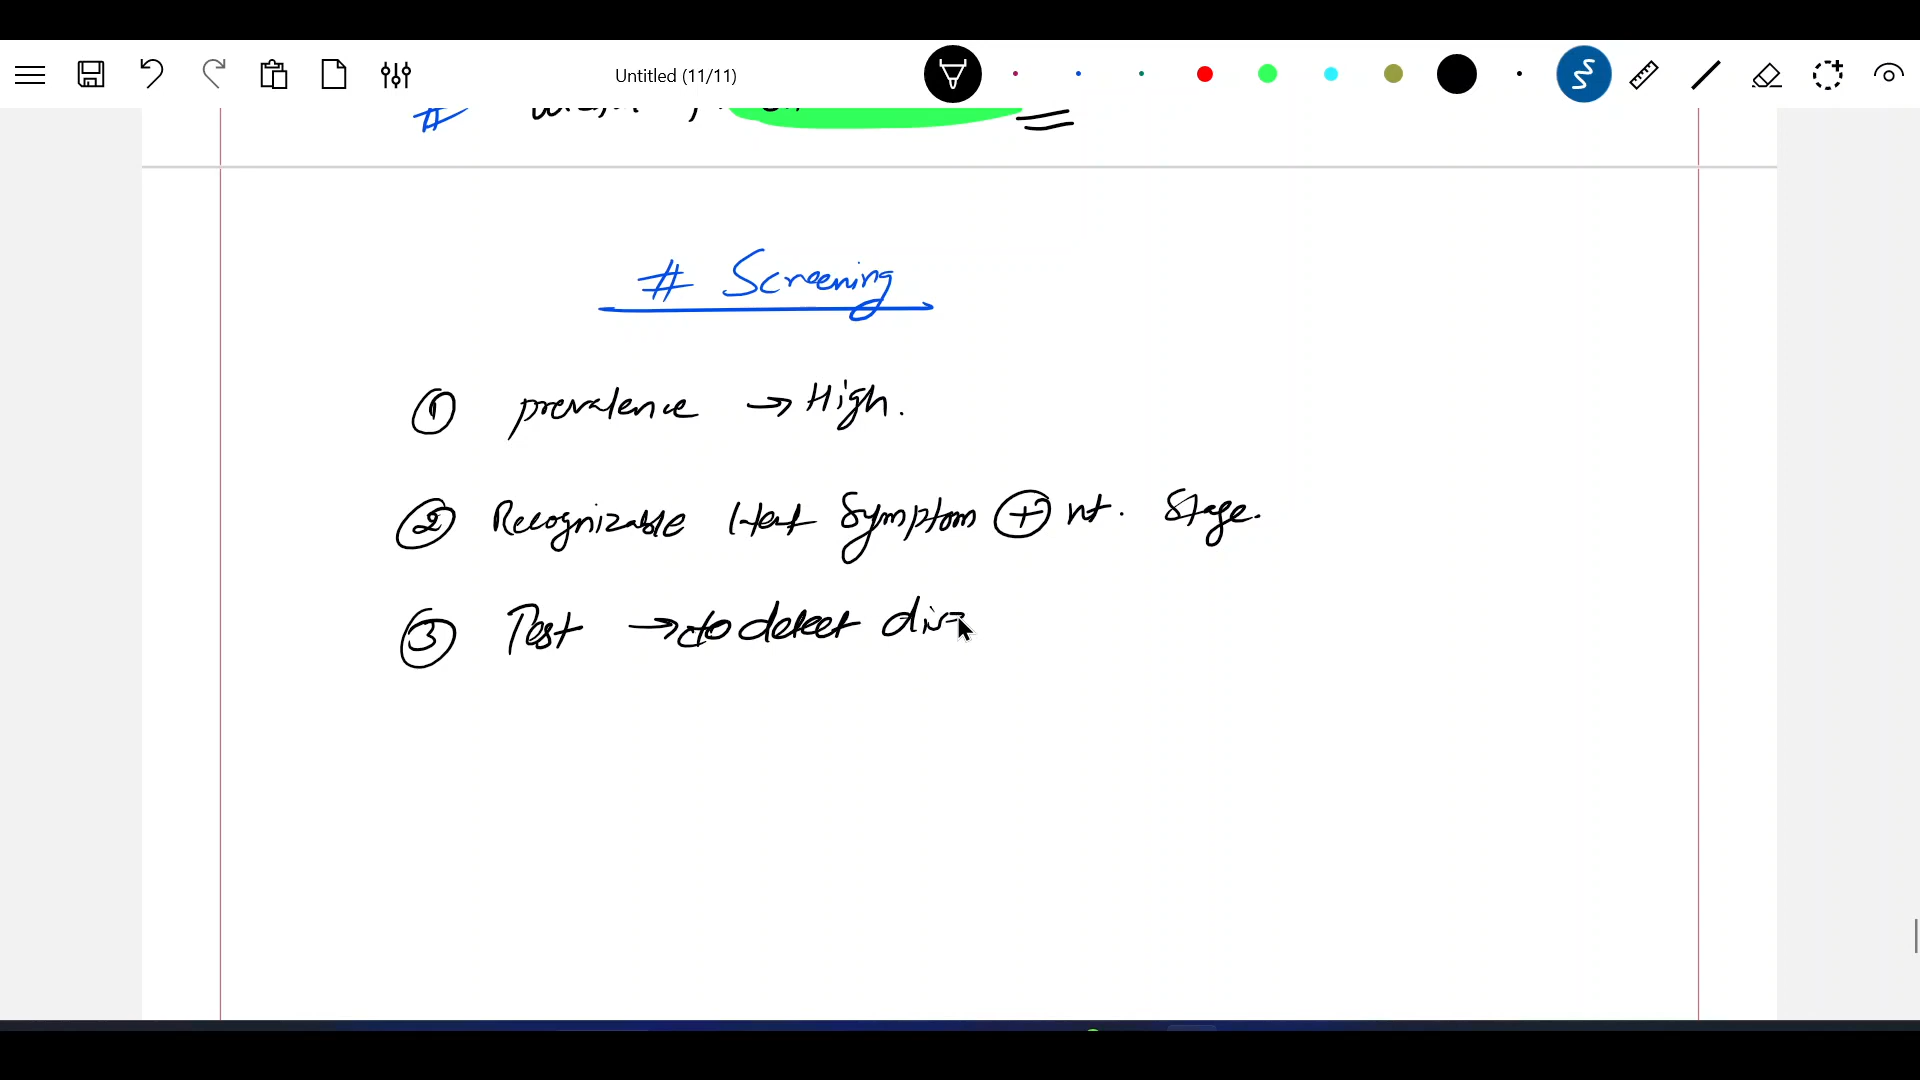 Untitled (11/11)
#
# Screening
① prevalence → High.
② Recognizable latent Symptom ⊕nt. Stage.
③ Test → to detect dis